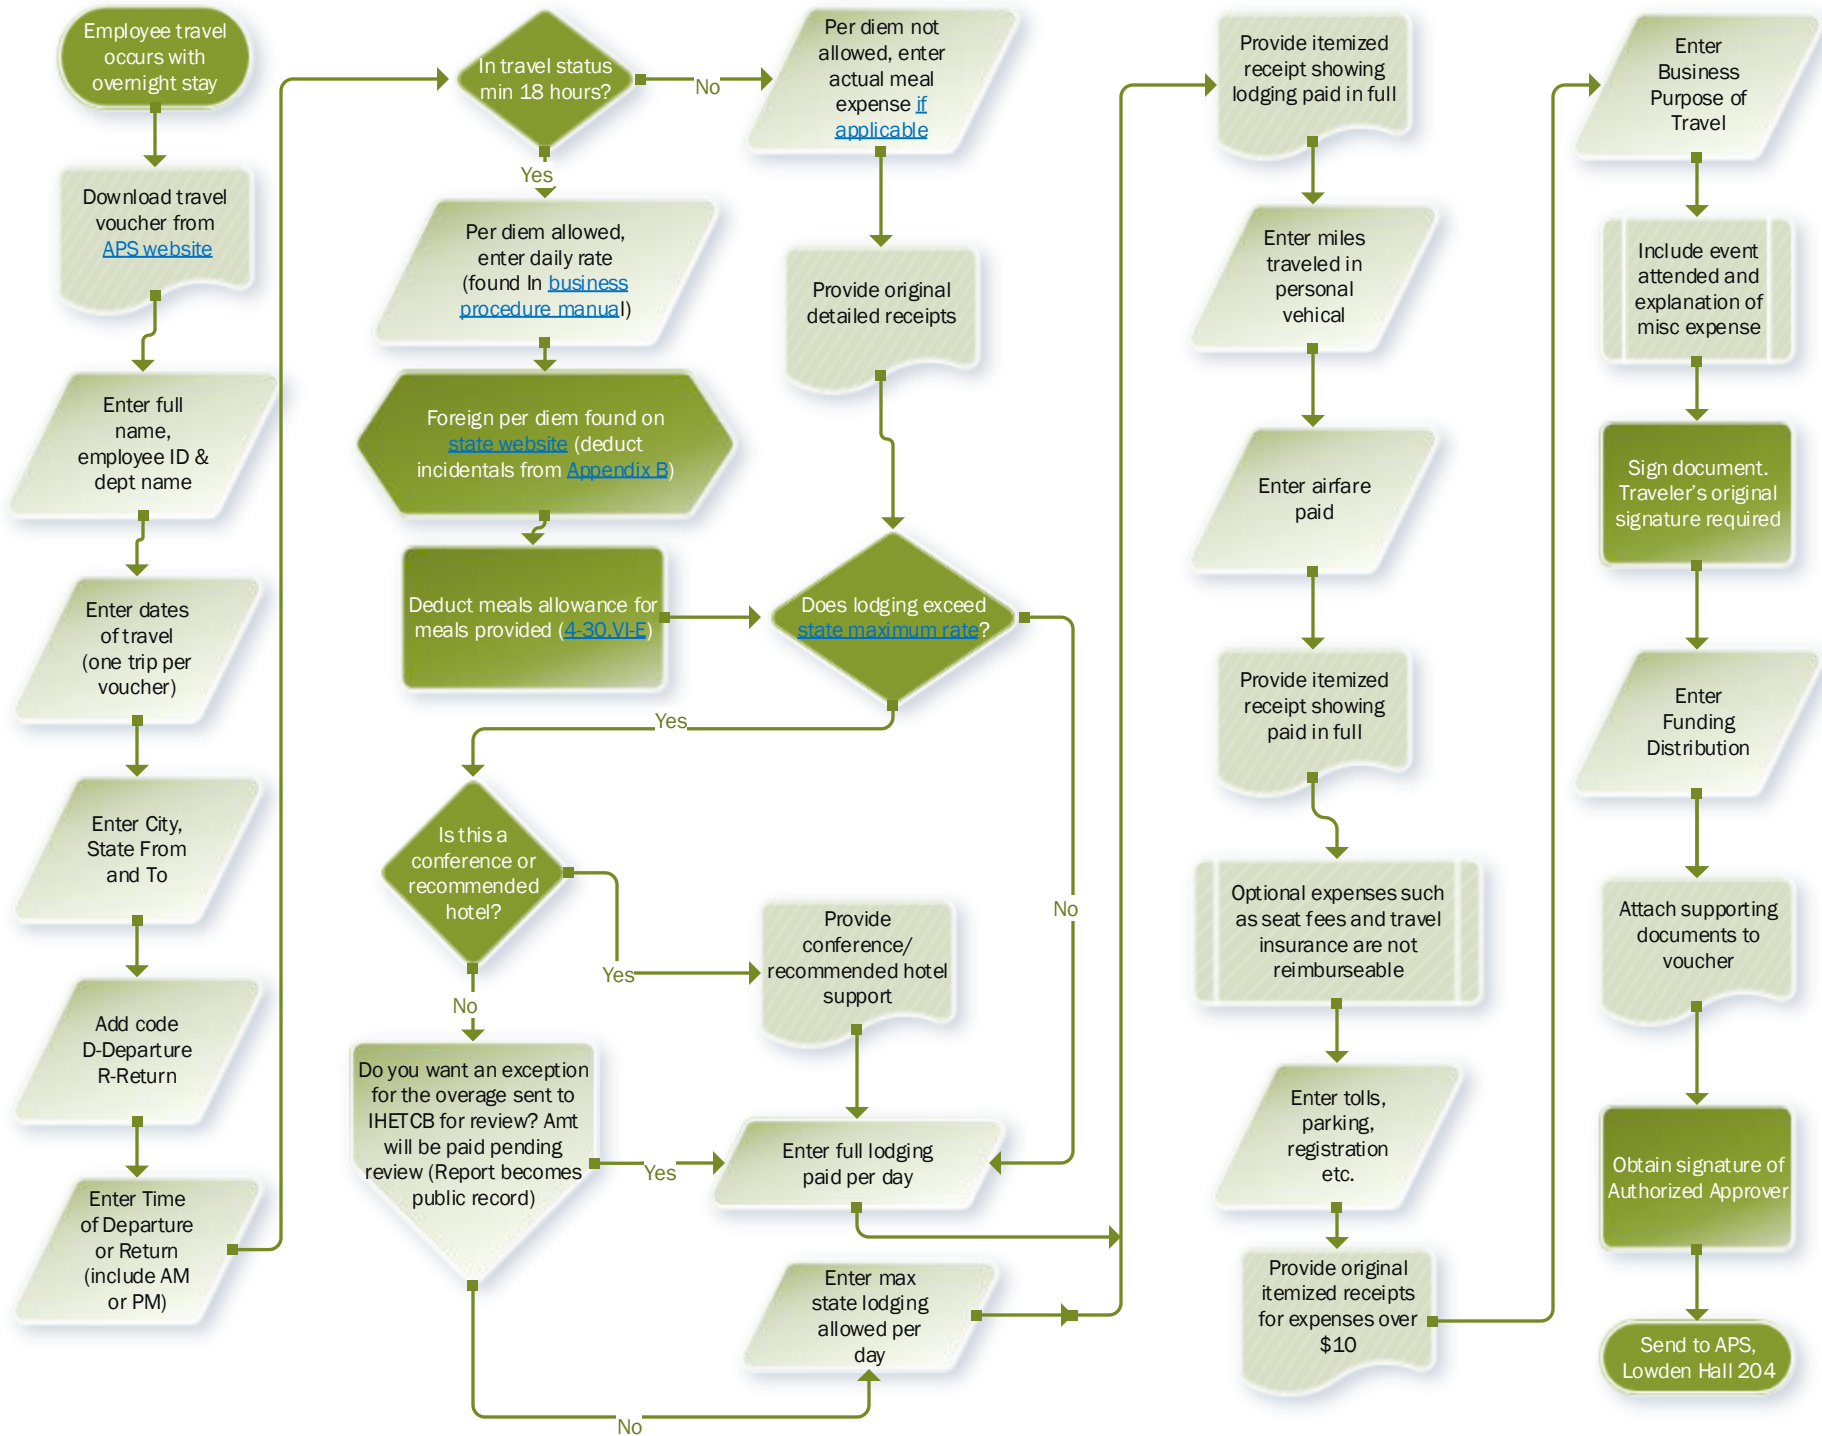 Employee travel
occurs with
overnight stay
Download travel
voucher from
APS website
Enter full
name,
employee ID &
dept name
Enter dates
of travel
(one trip per
voucher)
Enter City,
State From
and To
Add code
D-Departure
R-Return
Enter Time
of Departure
or Return
(include AM
or PM)
In travel status
min 18 hours?
No
Yes
Per diem not
allowed, enter
actual meal
expense if
applicable
Per diem allowed,
enter daily rate
(found In business
procedure manual)
Provide original
detailed receipts
Foreign per diem found on
state website (deduct
incidentals from Appendix B)
Deduct meals allowance for
meals provided (4-30.VI-E)
Does lodging exceed
state maximum rate?
Yes
No
Is this a
conference or
recommended
hotel?
Yes
No
Provide
conference/
recommended hotel
support
Do you want an exception
for the overage sent to
IHETCB for review? Amt
will be paid pending
review (Report becomes
public record)
Yes
No
Enter full lodging
paid per day
Enter max
state lodging
allowed per
day
Provide itemized
receipt showing
lodging paid in full
Enter miles
traveled in
personal
vehical
Enter airfare
paid
Provide itemized
receipt showing
paid in full
Optional expenses such
as seat fees and travel
insurance are not
reimburseable
Enter tolls,
parking,
registration
etc.
Provide original
itemized receipts
for expenses over
$10
Enter
Business
Purpose of
Travel
Include event
attended and
explanation of
misc expense
Sign document.
Traveler's original
signature required
Enter
Funding
Distribution
Attach supporting
documents to
voucher
Obtain signature of
Authorized Approver
Send to APS,
Lowden Hall 204